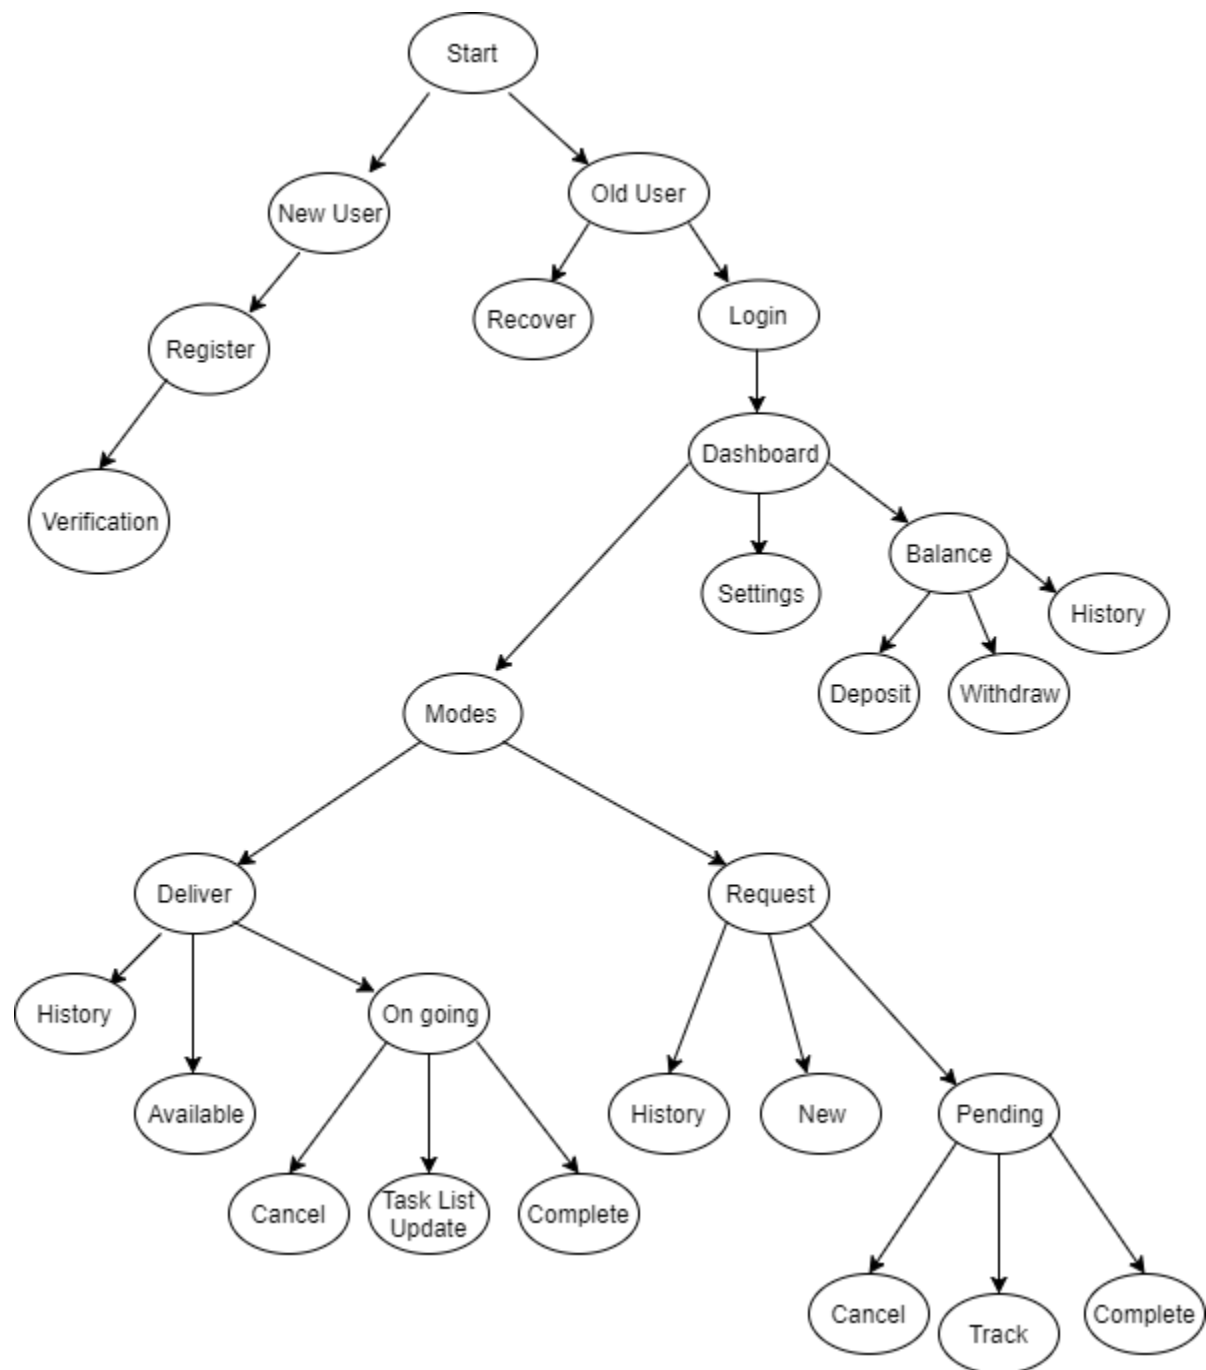 Start
New User
Old User
Recover
Login
Register
Dashboard
Verification
Balance
Settings
History
Deposit
Withdraw
Modes
Deliver
Request
History
On going
Available
History
New
Pending
Cancel
Task List
Update
Complete
Cancel
Track
Complete